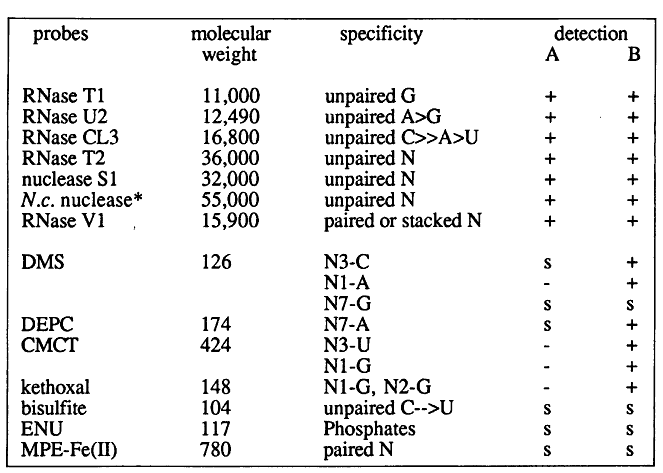 probes molecular specificity detection
weight A B
RNase T1 11,000 unpaired G + +
RNase U2 12,490 unpaired A>G + +
RNase CL3 16,800 unpaired C>>A>U + +
RNase T2 36,000 unpaired N + +
nuclease S1 32,000 unpaired N + +
N.c. nuclease* 55,000 unpaired N + +
RNase V1 15,900 paired or stacked N + +
DMS 126 N3-C s +
N1-A - +
N7-G s s
DEPC 174 N7-A s +
CMCT 424 N3-U - +
N1-G - +
kethoxal 148 N1-G, N2-G - +
bisulfite 104 unpaired C-->U s s
ENU 117 Phosphates s s
MPE-Fe(II) 780 paired N s s